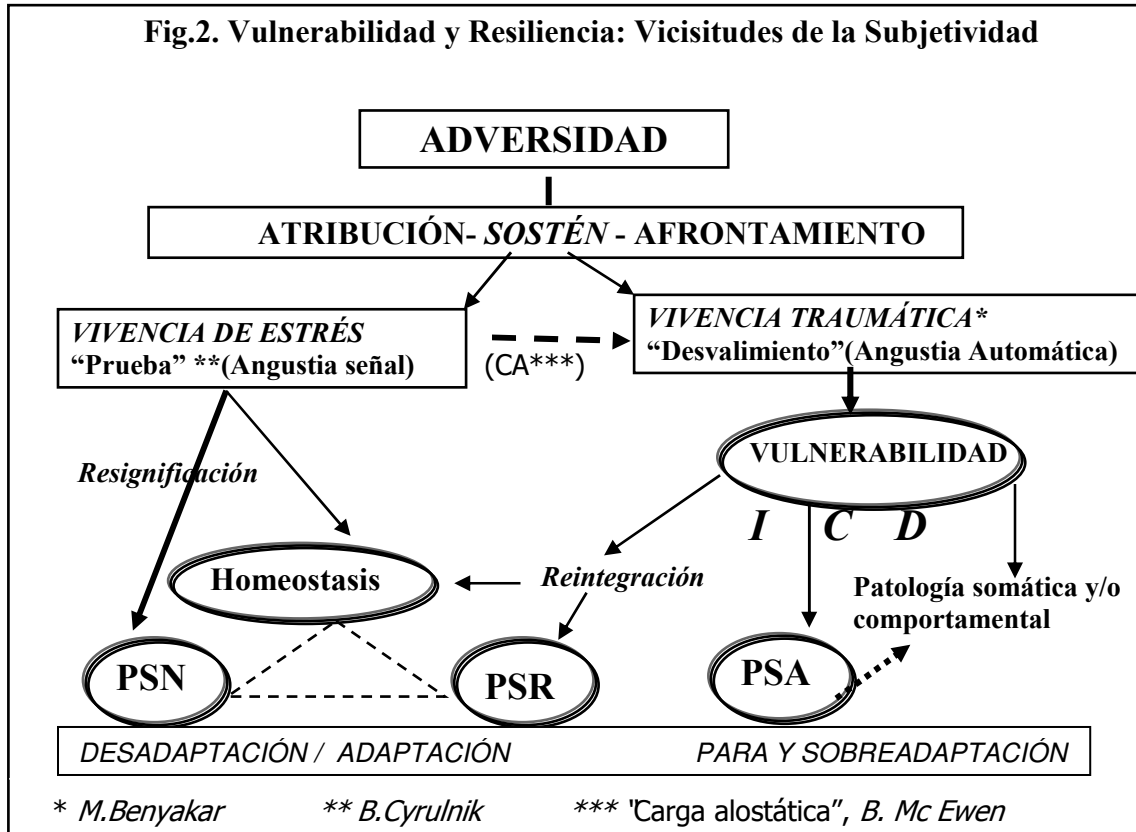 Fig.2. Vulnerabilidad y Resiliencia: Vicisitudes de la Subjetividad
ADVERSIDAD
ATRIBUCIÓN- SOSTÉN - AFRONTAMIENTO
VIVENCIA DE ESTRÉS
“Prueba” **(Angustia señal)
(CA***)
VIVENCIA TRAUMÁTICA*
“Desvalimiento”(Angustia Automática)
Resignificación
VULNERABILIDAD
I C D
Homeostasis
Reintegración
Patología somática y/o
comportamental
PSN
PSR
PSA
DESADAPTACIÓN / ADAPTACIÓN PARA Y SOBREADAPTACIÓN
* M.Benyakar ** B.Cyrulnik *** "Carga alostática”, B. Mc Ewen